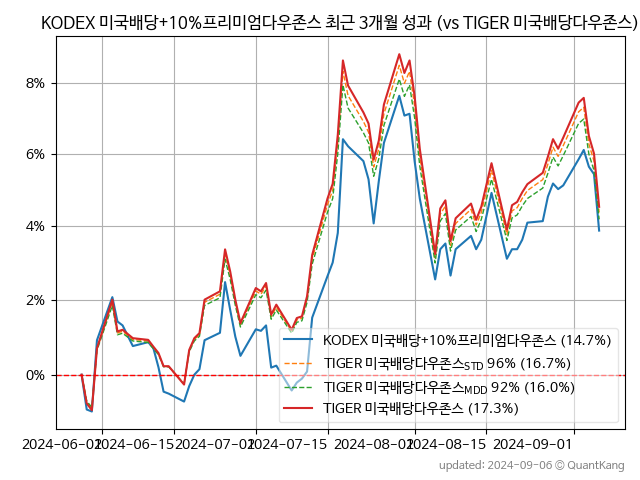 KODEX 미국배당+10%프리미엄다우존스 최근 3개월 성과 (vs TIGER 미국배당다우존스)
8%
6%
4%
2%
0%
KODEX 미국배당+10%프리미엄다우존스 (14.7%)
TIGER 미국배당다우존스STD 96% (16.7%)
TIGER 미국배당다우존스MDD 92% (16.0%)
TIGER 미국배당다우존스 (17.3%)
2024-06-01 2024-06-15 2024-07-01 2024-07-15 2024-08-01 2024-08-15 2024-09-01
updated: 2024-09-06 © QuantKang